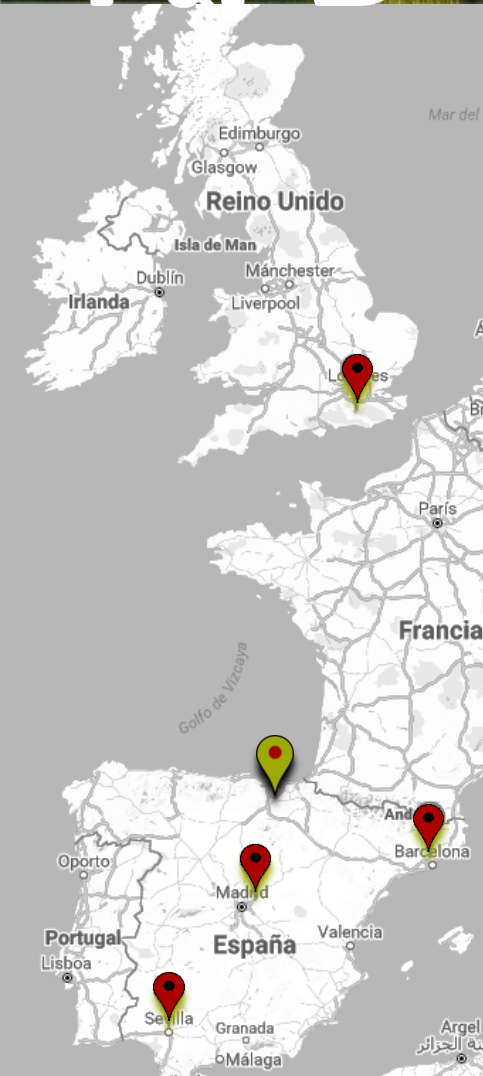 Mar del
Edimburgo
Glasgow
Reino Unido
Isla de Man
Mánchester
Dublín
Irlanda
Liverpool
París
Francia
Golfo de Vizcaya
Barcelona
Oporto
Madrid
Valencia
Portugal
España
Lisboa
Sevilla
Granada
Málaga
Argel